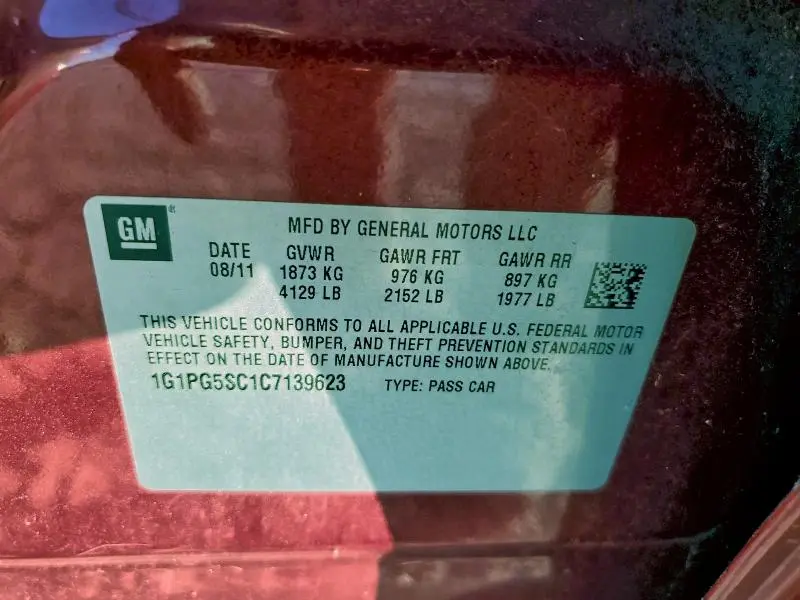 GM ®
MFD BY GENERAL MOTORS LLC
DATE GVWR GAWR FRT GAWR RR
08/11 1873 KG 976 KG 897 KG
4129 LB 2152 LB 1977 LB
THIS VEHICLE CONFORMS TO ALL APPLICABLE U.S. FEDERAL MOTOR
VEHICLE SAFETY, BUMPER, AND THEFT PREVENTION STANDARDS IN
EFFECT ON THE DATE OF MANUFACTURE SHOWN ABOVE.
1G1PG5SC1C7139623 TYPE: PASS CAR